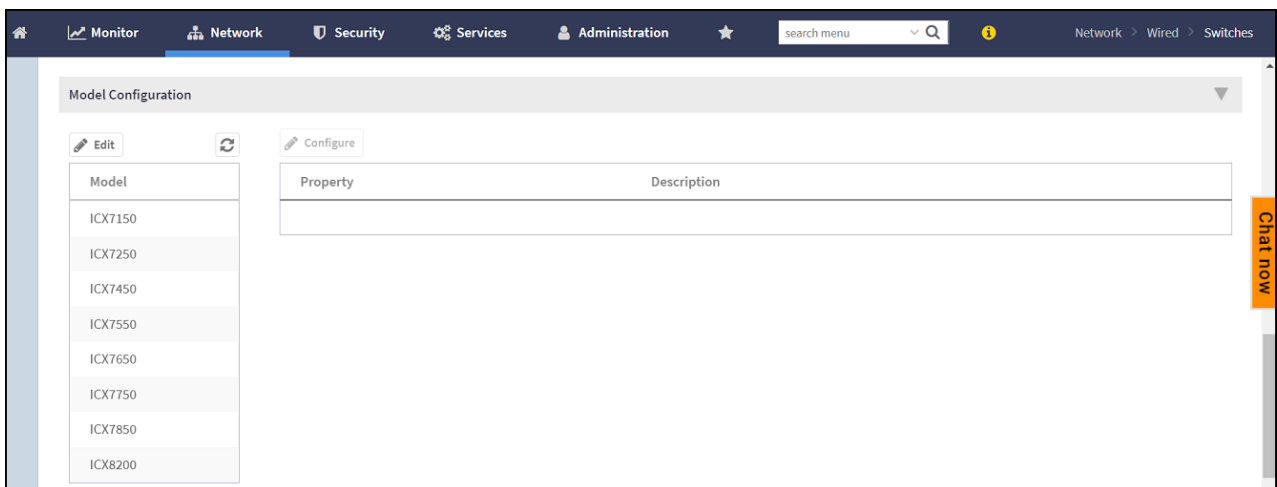 Monitor Network Security Services Administration search menu Network > Wired > Switches
Model Configuration
Edit Configure
Model Property Description
ICX7150
ICX7250
ICX7450
ICX7550
ICX7650
ICX7750
ICX7850
ICX8200
Chat now